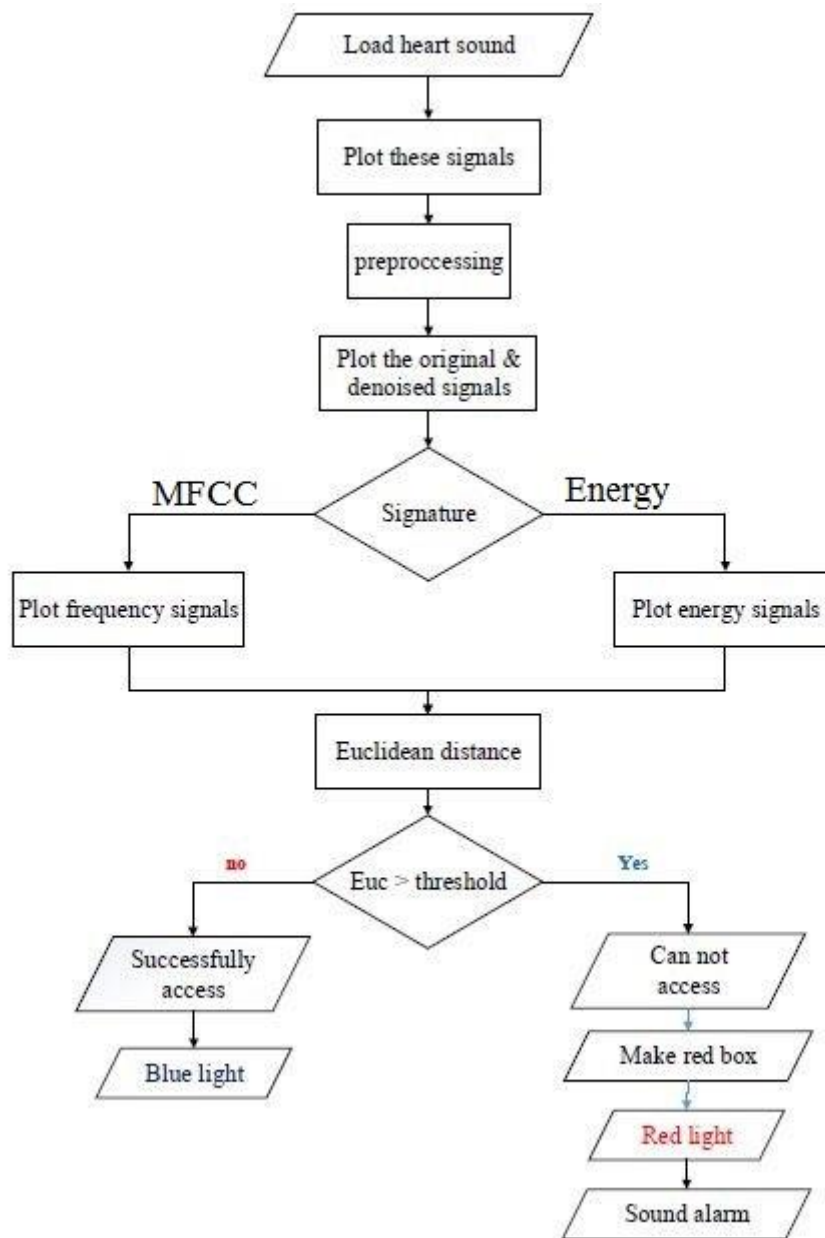 Load heart sound
Plot these signals
preproccessing
Plot the original &
denoised signals
MFCC
Energy
Signature
Plot frequency signals
Plot energy signals
Euclidean distance
no
Yes
Euc > threshold
Successfully
access
Can not
access
Blue light
Make red box
Red light
Sound alarm